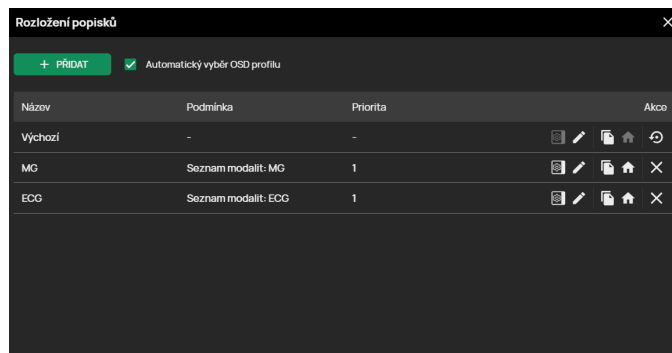 Rozložení popisků
+ PŘIDAT Automatický výběr OSD profilu
Název Podmínka Priorita Akce
Výchozí - -
MG Seznam modalit: MG 1
ECG Seznam modalit: ECG 1